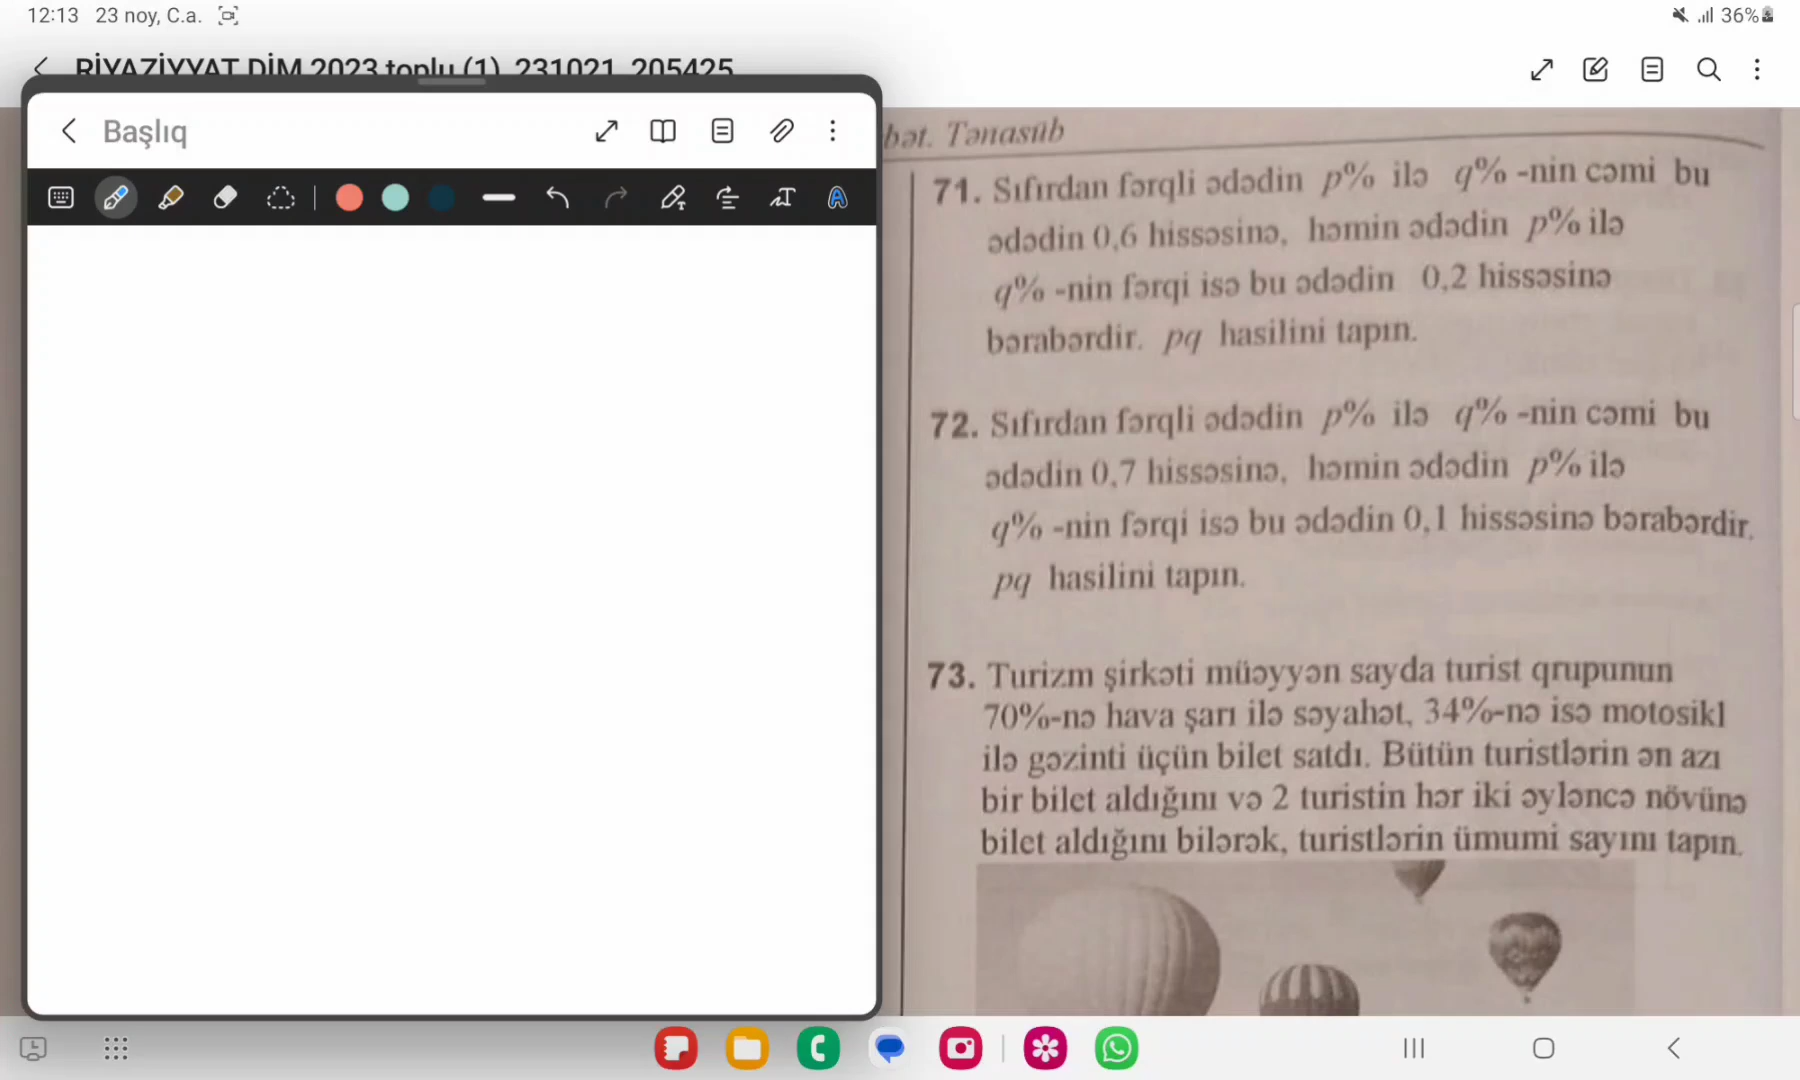 12:13 23 noy, C.a.
36%
RİYAZİYYAT DİM 2023 toplu (1)_231021_205425
Başlıq
bət. Tənasüb
71. Sıfırdan fərqli ədədin p% ilə q% -nin cəmi bu
ədədin 0,6 hissəsinə, həmin ədədin p% ilə
q% -nin fərqi isə bu ədədin 0,2 hissəsinə
bərabərdir. pq hasilini tapın.
72. Sıfırdan fərqli ədədin p% ilə q% -nin cəmi bu
ədədin 0,7 hissəsinə, həmin ədədin p% ilə
q% -nin fərqi isə bu ədədin 0,1 hissəsinə bərabərdir.
pq hasilini tapın.
73. Turizm şirkəti müəyyən sayda turist qrupunun
70%-nə hava şarı ilə səyahət, 34%-nə isə motosikl
ilə gəzinti üçün bilet satdı. Bütün turistlərin ən azı
bir bilet aldığını və 2 turistin hər iki əyləncə növünə
bilet aldığını bilərək, turistlərin ümumi sayını tapın.